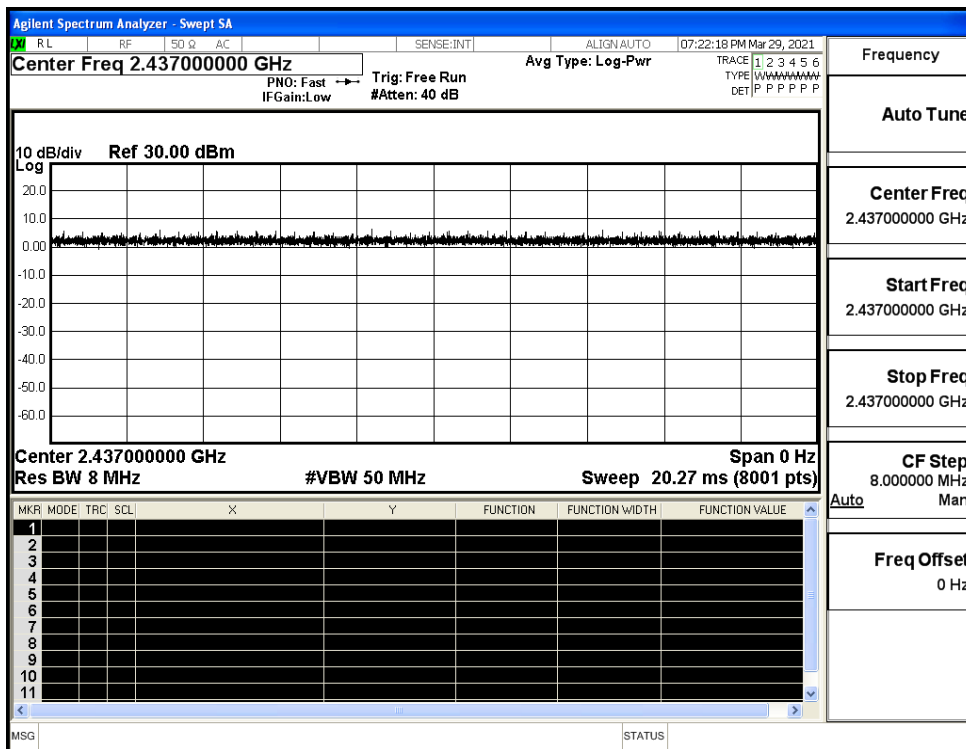 Agilent Spectrum Analyzer - Swept SA
LXI RL RF 50 Ω AC SENSE:INT ALIGNAUTO 07:22:18 PM Mar 29, 2021
Center Freq 2.437000000 GHz
PNO: Fast
IFGain:Low
Trig: Free Run
#Atten: 40 dB
Avg Type: Log-Pwr
TRACE 1 2 3 4 5 6
TYPE WWWWWW
DET P P P P P P
10 dB/div Ref 30.00 dBm
Log
20.0
10.0
0.00
-10.0
-20.0
-30.0
-40.0
-50.0
-60.0
Center 2.437000000 GHz Span 0 Hz
Res BW 8 MHz #VBW 50 MHz Sweep 20.27 ms (8001 pts)
MKR MODE TRC SCL X Y FUNCTION FUNCTION WIDTH FUNCTION VALUE
1
2
3
4
5
6
7
8
9
10
11
MSG STATUS
Frequency
Auto Tune
Center Freq
2.437000000 GHz
Start Freq
2.437000000 GHz
Stop Freq
2.437000000 GHz
CF Step
8.000000 MHz
Auto Man
Freq Offset
0 Hz